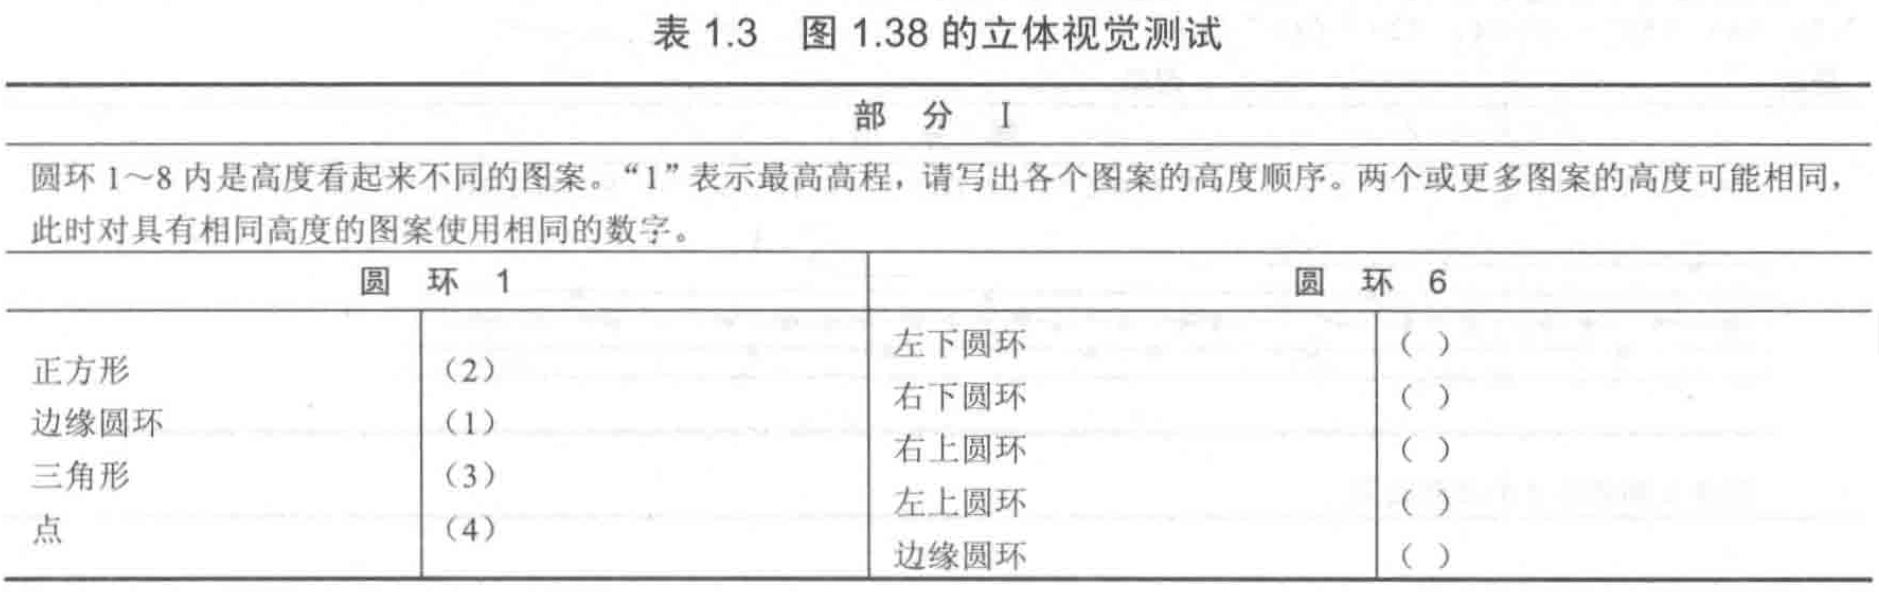 表 1.3 图 1.38 的立体视觉测试
部 分 I
圆环 1～8 内是高度看起来不同的图案。“1”表示最高高程，请写出各个图案的高度顺序。两个或更多图案的高度可能相同，
此时对具有相同高度的图案使用相同的数字。
圆 环 1
圆 环 6
正方形 （2）
边缘圆环 （1）
三角形 （3）
点 （4）
左下圆环 （ ）
右下圆环 （ ）
右上圆环 （ ）
左上圆环 （ ）
边缘圆环 （ ）